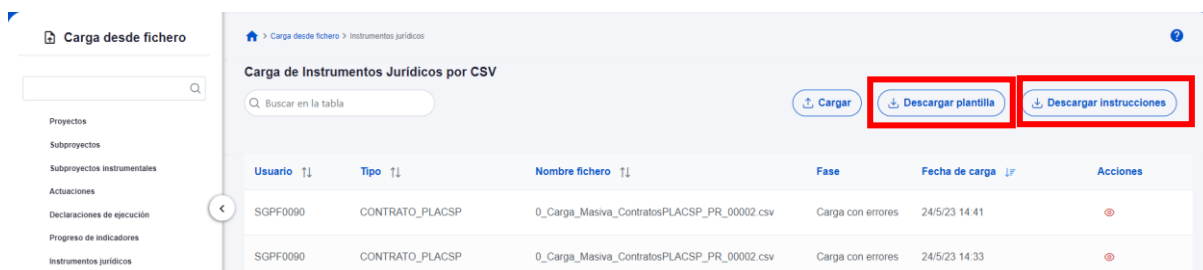 Carga desde fichero
> Carga desde fichero > Instrumentos jurídicos
?
Carga de Instrumentos Jurídicos por CSV
Buscar en la tabla
Cargar
Descargar plantilla
Descargar instrucciones
Proyectos
Subproyectos
Subproyectos instrumentales
Actuaciones
Declaraciones de ejecución
Progreso de indicadores
Instrumentos jurídicos
Usuario Tipo Nombre fichero Fase Fecha de carga Acciones
SGPF0090 CONTRATO_PLACSP 0_Carga_Masiva_ContratosPLACSP_PR_00002.csv Carga con errores 24/5/23 14:41
SGPF0090 CONTRATO_PLACSP 0_Carga_Masiva_ContratosPLACSP_PR_00002.csv Carga con errores 24/5/23 14:33